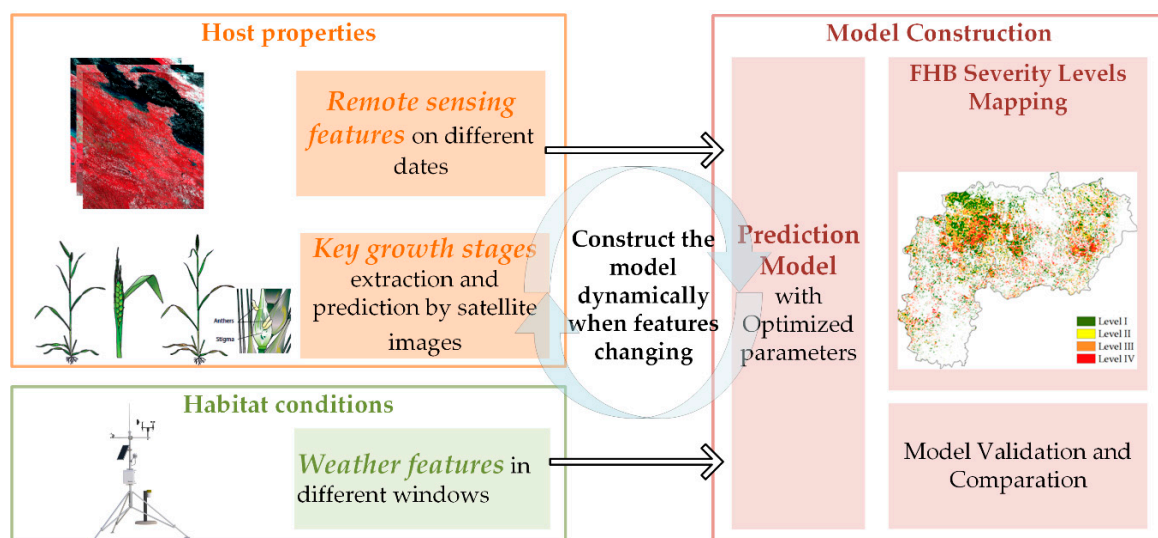 Host properties
Remote sensing
features on different
dates
Key growth stages
extraction and
prediction by satellite
images
Anthers
Stigma
Habitat conditions
Weather features in
different windows
Construct the
model
dynamically
when features
changing
Model Construction
Prediction
Model
with
Optimized
parameters
FHB Severity Levels
Mapping
Level I
Level II
Level III
Level IV
Model Validation and
Comparation